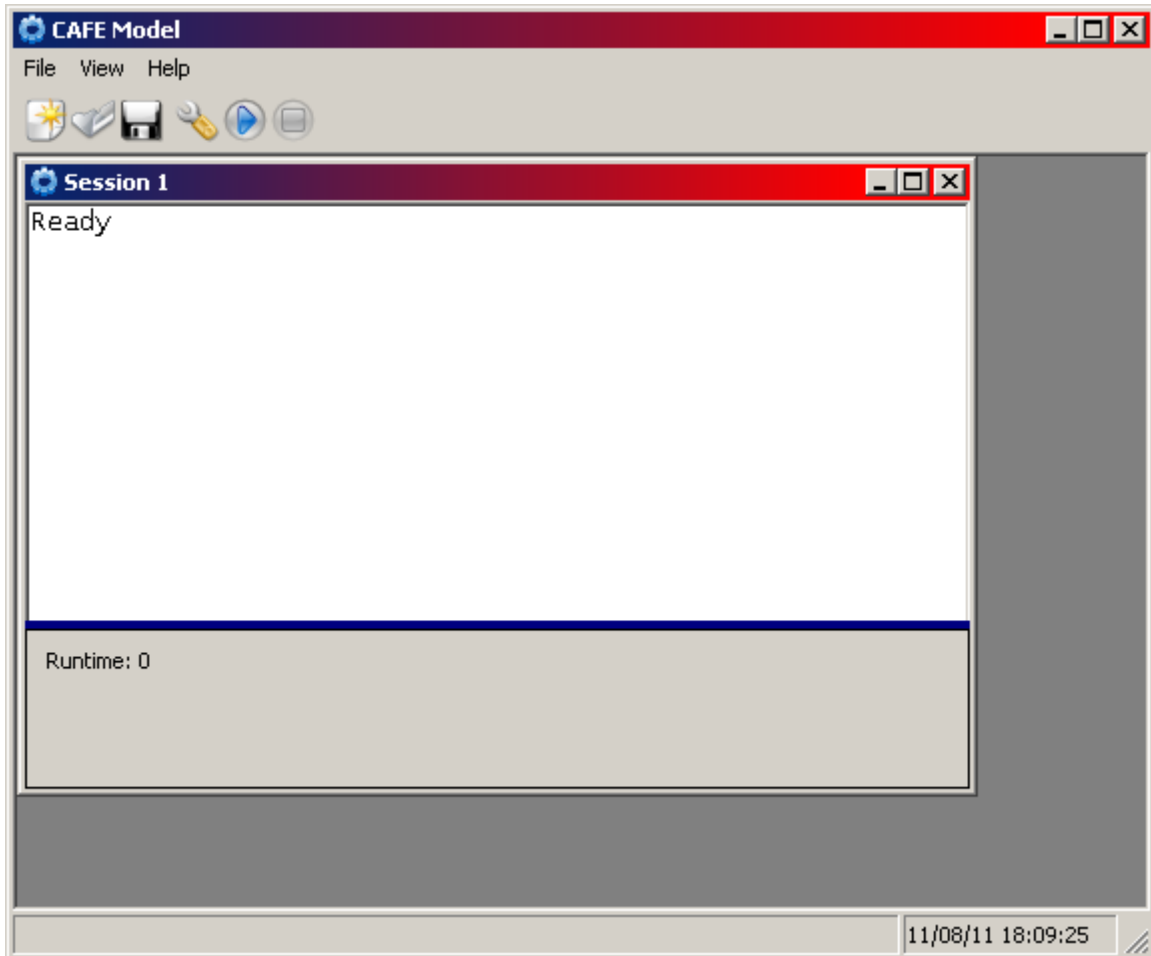 CAFE Model
File View Help
Session 1
Ready
Runtime: 0
11/08/11 18:09:25